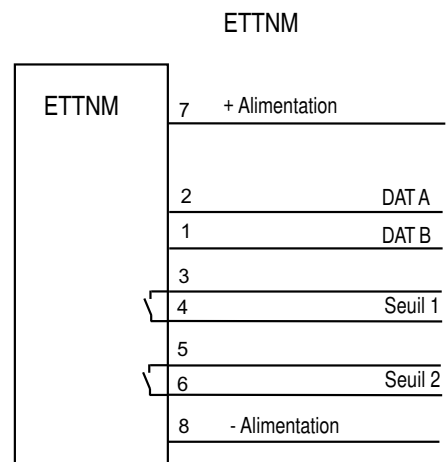 ETTNM
ETTNM
7 + Alimentation
2 DAT A
1 DAT B
3
4 Seuil 1
5
6 Seuil 2
8 - Alimentation